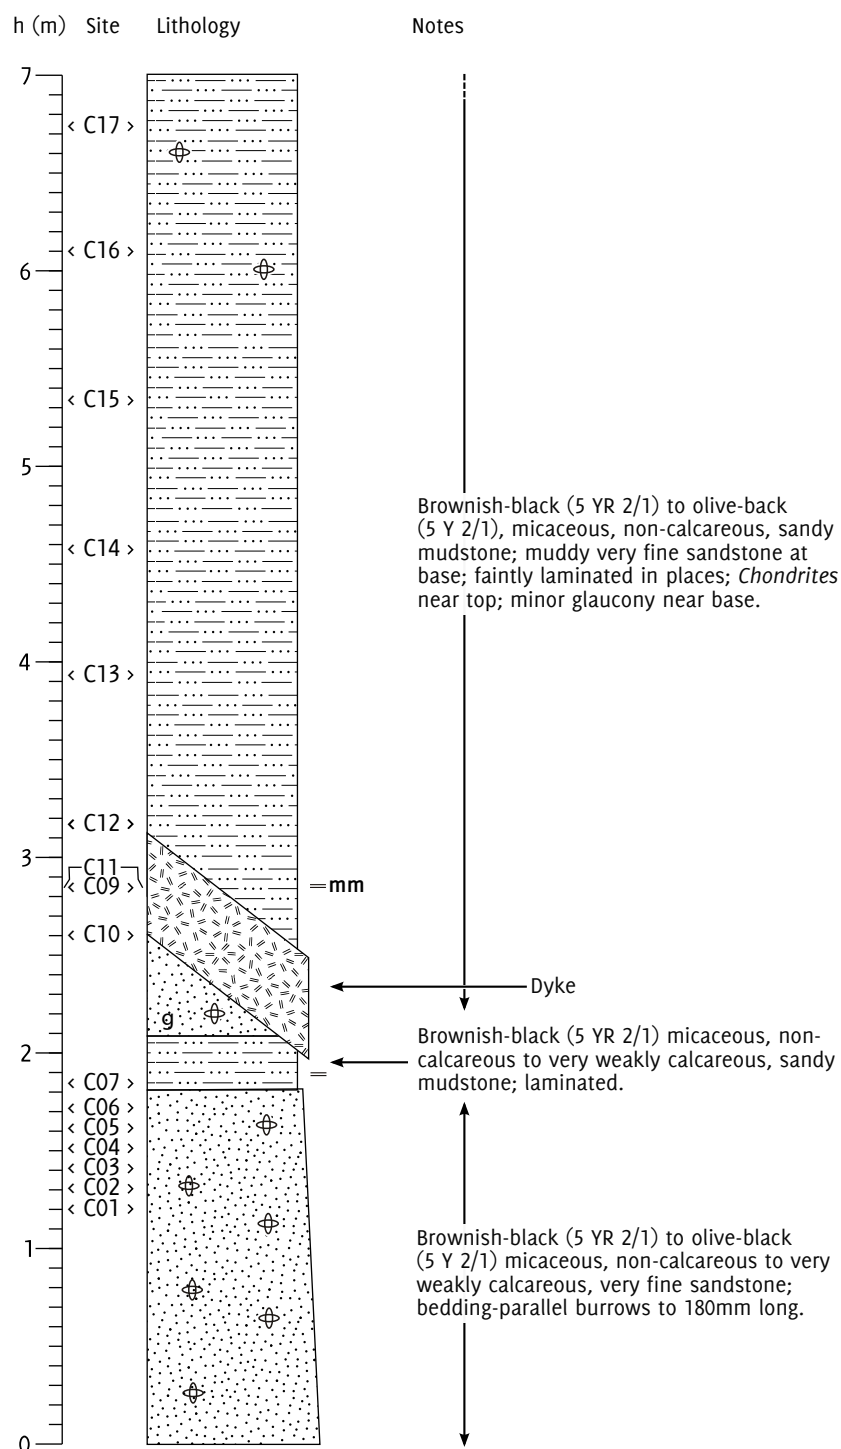 h (m) Site Lithology Notes
7
< C17 >
< C16 >
6
< C15 >
5
Brownish-black (5 YR 2/1) to olive-back
(5 Y 2/1), micaceous, non-calcareous, sandy
mudstone; muddy very fine sandstone at
base; faintly laminated in places; Chondrites
near top; minor glaucony near base.
< C14 >
4
< C13 >
< C12 >
3
C11
< C09 >
mm
< C10 >
Dyke
g
2
Brownish-black (5 YR 2/1) micaceous, non-
calcareous to very weakly calcareous, sandy
mudstone; laminated.
< C07 >
< C06 >
< C05 >
< C04 >
< C03 >
< C02 >
< C01 >
1
Brownish-black (5 YR 2/1) to olive-black
(5 Y 2/1) micaceous, non-calcareous to very
weakly calcareous, very fine sandstone;
bedding-parallel burrows to 180mm long.
0